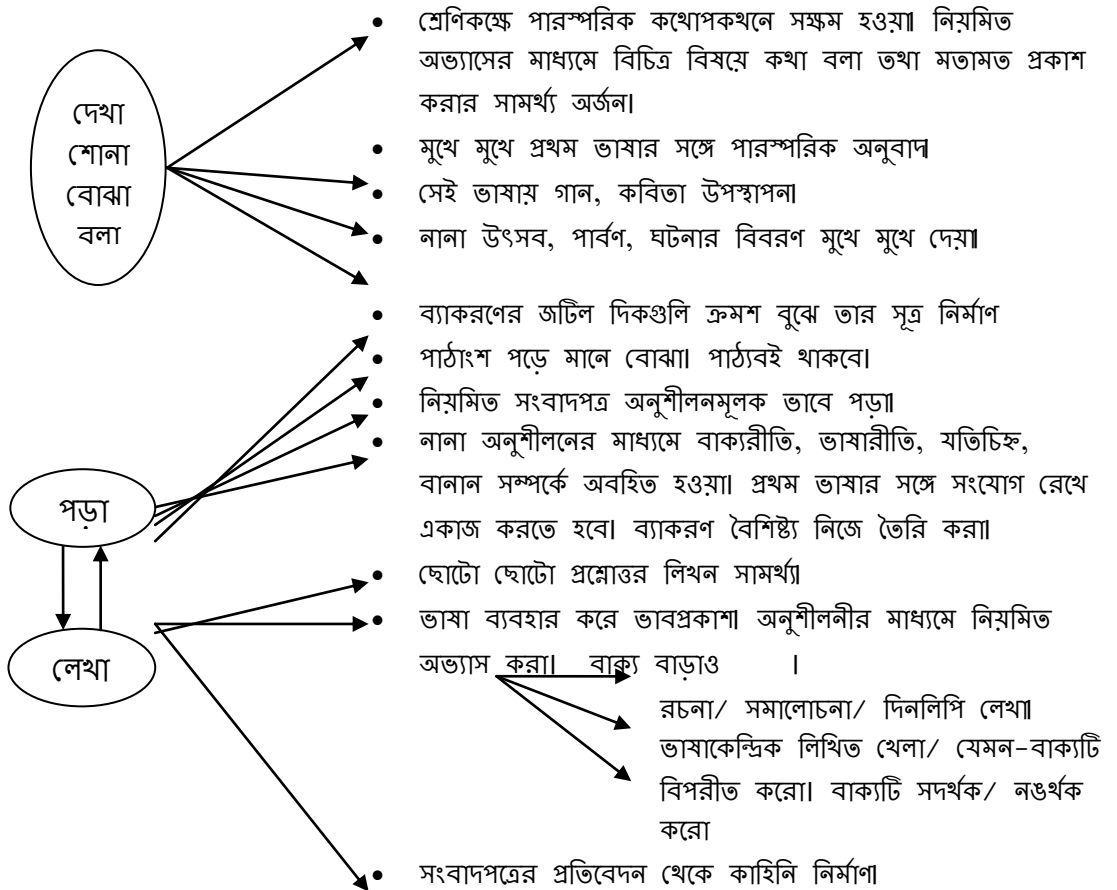 দেখা
শোনা
বোঝা
বলা
• শ্রেণিকক্ষে পারস্পরিক কথোপকথনে সক্ষম হওয়া। নিয়মিত
অভ্যাসের মাধ্যমে বিচিত্র বিষয়ে কথা বলা তথা মতামত প্রকাশ
করার সামর্থ্য অর্জন।
• মুখে মুখে প্রথম ভাষার সঙ্গে পারস্পরিক অনুবাদ।
• সেই ভাষায় গান, কবিতা উপস্থাপন।
• নানা উৎসব, পার্বণ, ঘটনার বিবরণ মুখে মুখে দেয়া।
• ব্যাকরণের জটিল দিকগুলি ক্রমশ বুঝে তার সূত্র নির্মাণ
• পাঠাংশ পড়ে মানে বোঝা। পাঠ্যবই থাকবে।
• নিয়মিত সংবাদপত্র অনুশীলনমূলক ভাবে পড়া।
• নানা অনুশীলনের মাধ্যমে বাক্যরীতি, ভাষারীতি, যতিচিহ্ন,
বানান সম্পর্কে অবহিত হওয়া। প্রথম ভাষার সঙ্গে সংযোগ রেখে
একাজ করতে হবে। ব্যাকরণ বৈশিষ্ট্য নিজে তৈরি করা।
পড়া
• ছোটো ছোটো প্রশ্নোত্তর লিখন সামর্থ্য।
• ভাষা ব্যবহার করে ভাবপ্রকাশ। অনুশীলনীর মাধ্যমে নিয়মিত
অভ্যাস করা। বাক্য বাড়াও ।
লেখা
রচনা/ সমালোচনা/ দিনলিপি লেখা।
ভাষাকেন্দ্রিক লিখিত খেলা/ যেমন-বাক্যটি
বিপরীত করো। বাক্যটি সদর্থক/ নঙর্থক
করো
• সংবাদপত্রের প্রতিবেদন থেকে কাহিনি নির্মাণ।